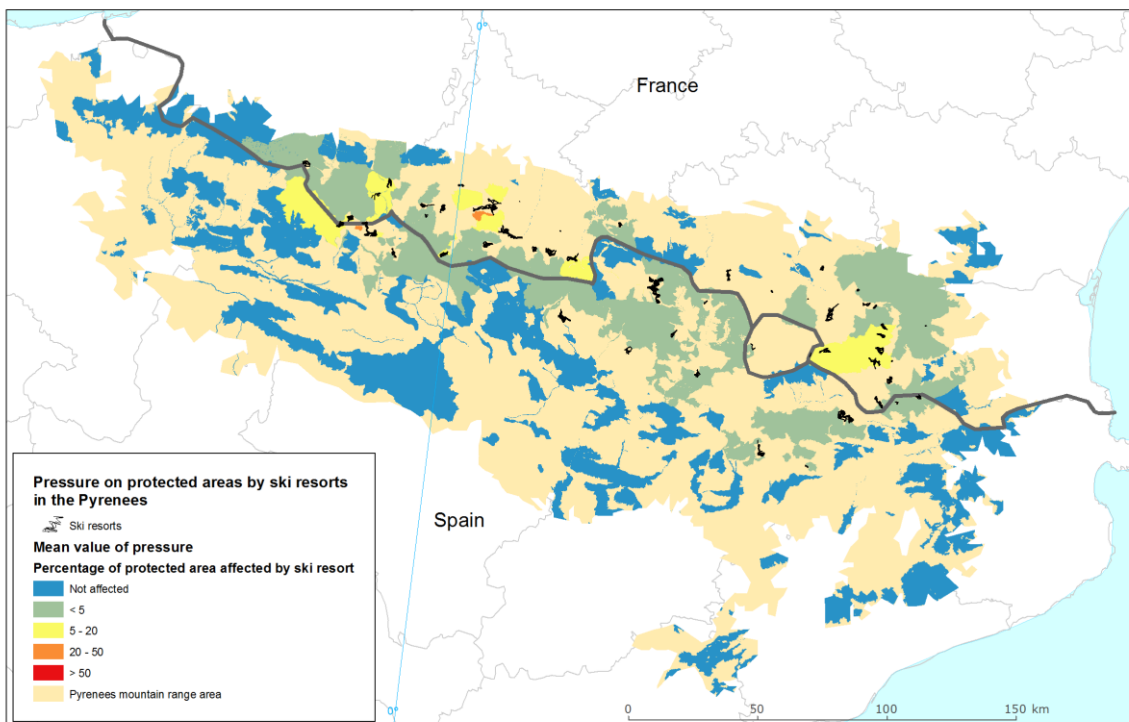 0°
France
Spain
Pressure on protected areas by ski resorts
in the Pyrenees
Ski resorts
Mean value of pressure
Percentage of protected area affected by ski resort
Not affected
< 5
5 - 20
20 - 50
> 50
Pyrenees mountain range area
0°
0 50 100 150 km